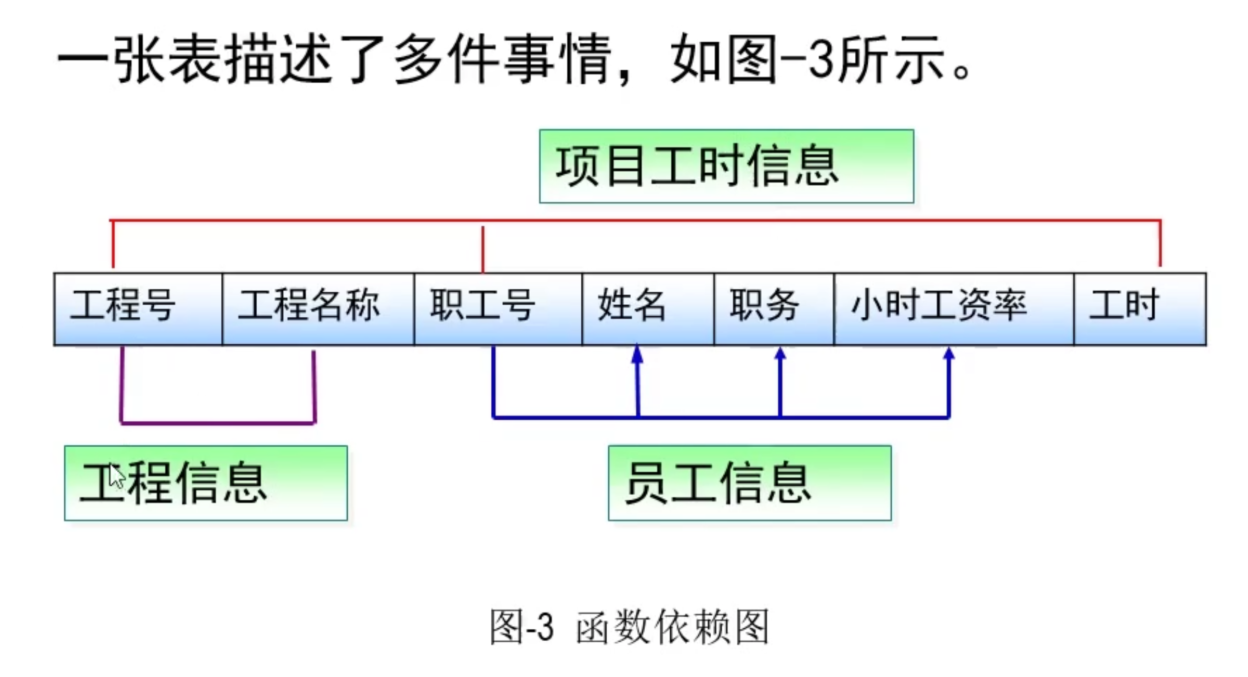 一张表描述了多件事情，如图-3所示。
项目工时信息
工程号 工程名称 职工号 姓名 职务 小时工资率 工时
工程信息 员工信息
图-3 函数依赖图